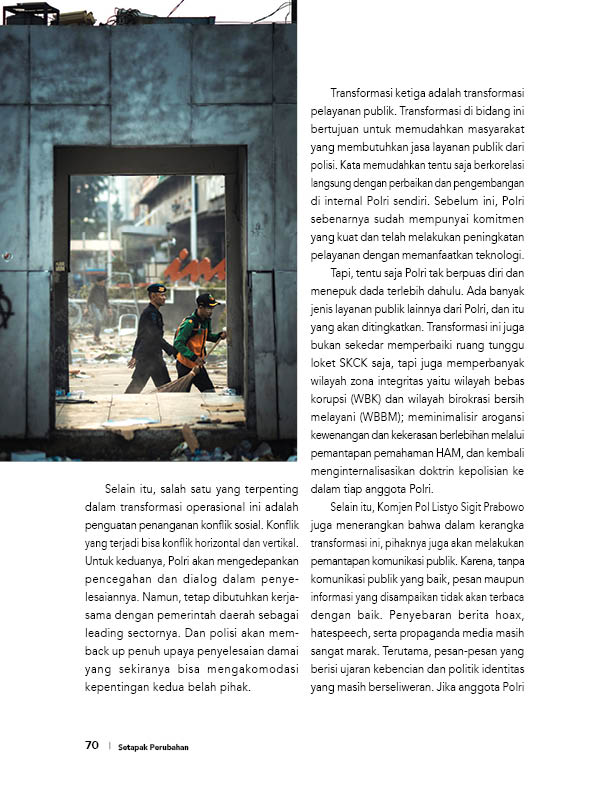 Selain itu, salah satu yang terpenting
dalam transformasi operasional ini adalah
penguatan penanganan konflik sosial. Konflik
yang terjadi bisa konflik horizontal dan vertikal.
Untuk keduanya, Polri akan mengedepankan
pencegahan dan dialog dalam penye-
lesaiannya. Namun, tetap dibutuhkan kerja-
sama dengan pemerintah daerah sebagai
leading sectornya. Dan polisi akan mem-
back up penuh upaya penyelesaian damai
yang sekiranya bisa mengakomodasi
kepentingan kedua belah pihak.
Transformasi ketiga adalah transformasi
pelayanan publik. Transformasi di bidang ini
bertujuan untuk memudahkan masyarakat
yang membutuhkan jasa layanan publik dari
polisi. Kata memudahkan tentu saja berkorelasi
langsung dengan perbaikan dan pengembangan
di internal Polri sendiri. Sebelum ini, Polri
sebenarnya sudah mempunyai komitmen
yang kuat dan telah melakukan peningkatan
pelayanan dengan memanfaatkan teknologi.
Tapi, tentu saja Polri tak berpuas diri dan
menepuk dada terlebih dahulu. Ada banyak
jenis layanan publik lainnya dari Polri, dan itu
yang akan ditingkatkan. Transformasi ini juga
bukan sekedar memperbaiki ruang tunggu
loket SKCK saja, tapi juga memperbanyak
wilayah zona integritas yaitu wilayah bebas
korupsi (WBK) dan wilayah birokrasi bersih
melayani (WBBM); meminimalisir arogansi
kewenangan dan kekerasan berlebihan melalui
pemantapan pemahaman HAM, dan kembali
menginternalisasikan doktrin kepolisian ke
dalam tiap anggota Polri.
Selain itu, Komjen Pol Listyo Sigit Prabowo
juga menerangkan bahwa dalam kerangka
transformasi ini, pihaknya juga akan melakukan
pemantapan komunikasi publik. Karena, tanpa
komunikasi publik yang baik, pesan maupun
informasi yang disampaikan tidak akan terbaca
dengan baik. Penyebaran berita hoax,
hatespeech, serta propaganda media masih
sangat marak. Terutama, pesan-pesan yang
berisi ujaran kebencian dan politik identitas
yang masih berseliweran. Jika anggota Polri
70 | Setapak Perubahan